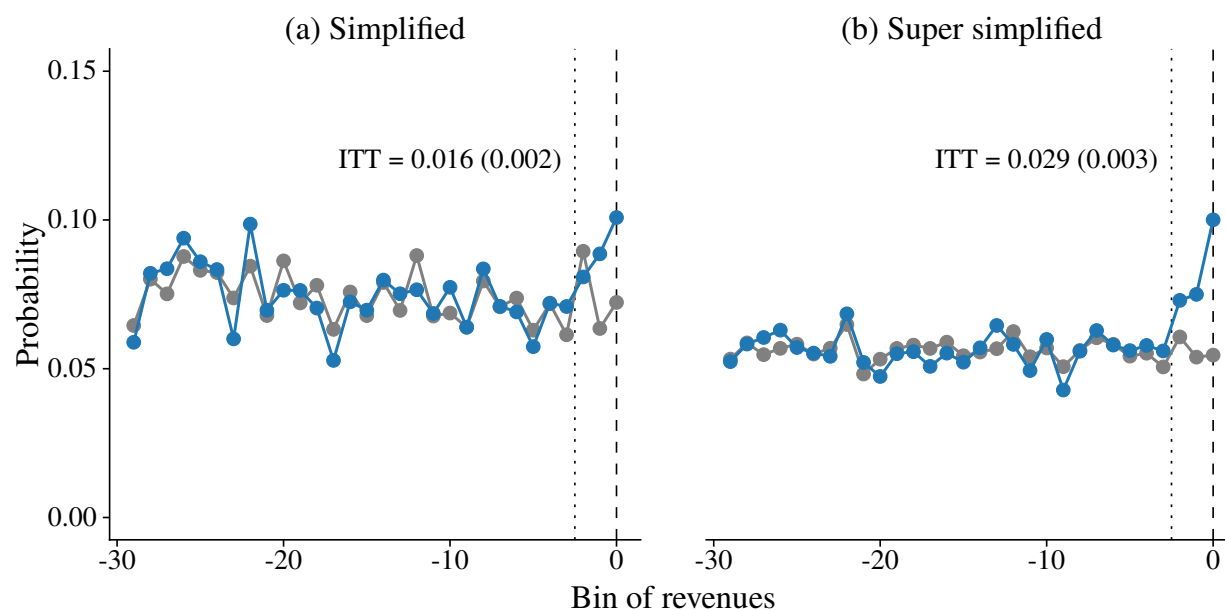 (a) Simplified
(b) Super simplified
0.15
ITT = 0.016 (0.002)
ITT = 0.029 (0.003)
0.10
Probability
0.05
0.00
-30 -20 -10 0
-30 -20 -10 0
Bin of revenues